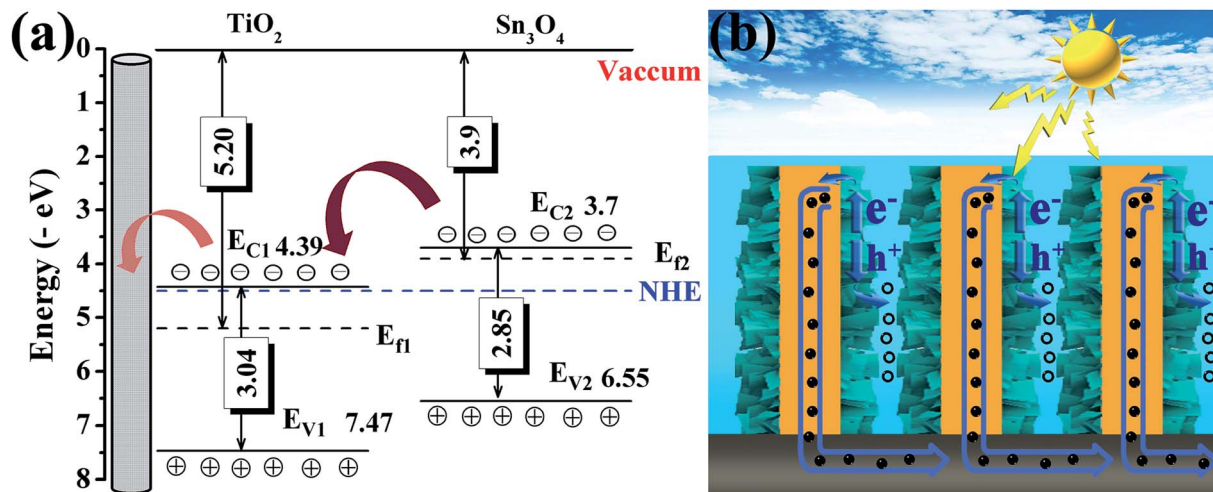 (a)
TiO2
Sn3O4
0
1
2
3
4
5
6
7
8
Energy (- eV)
Vaccum
5.20
3.9
EC2 3.7
EC1 4.39
Ef2
NHE
Ef1
3.04
2.85
EV2 6.55
EV1 7.47
(b)
e-
h+
e-
h+
e-
h+